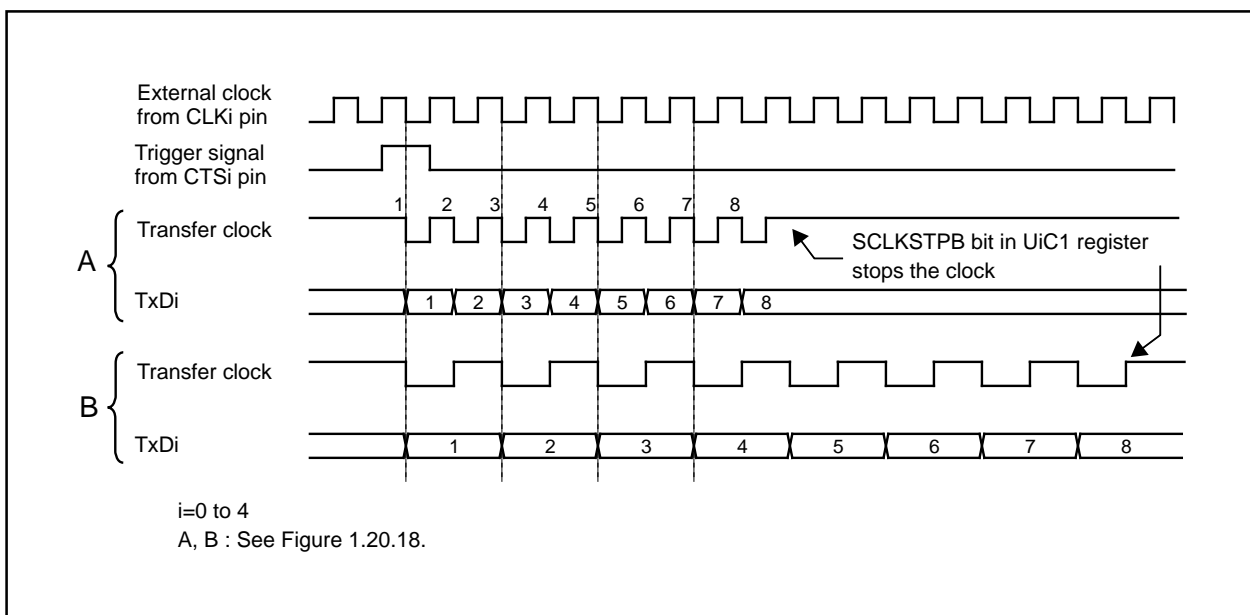 External clock
from CLKi pin
Trigger signal
from CTSi pin
1 2 3 4 5 6 7 8
A
Transfer clock
SCLKSTPB bit in UiC1 register
stops the clock
TxDi
1 2 3 4 5 6 7 8
B
Transfer clock
TxDi
1 2 3 4 5 6 7 8
i=0 to 4
A, B : See Figure 1.20.18.